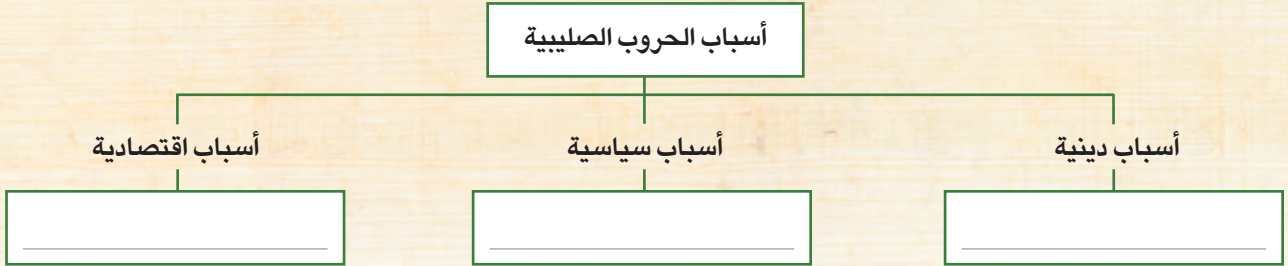 أسباب الحروب الصليبية
أسباب دينية
أسباب سياسية
أسباب اقتصادية